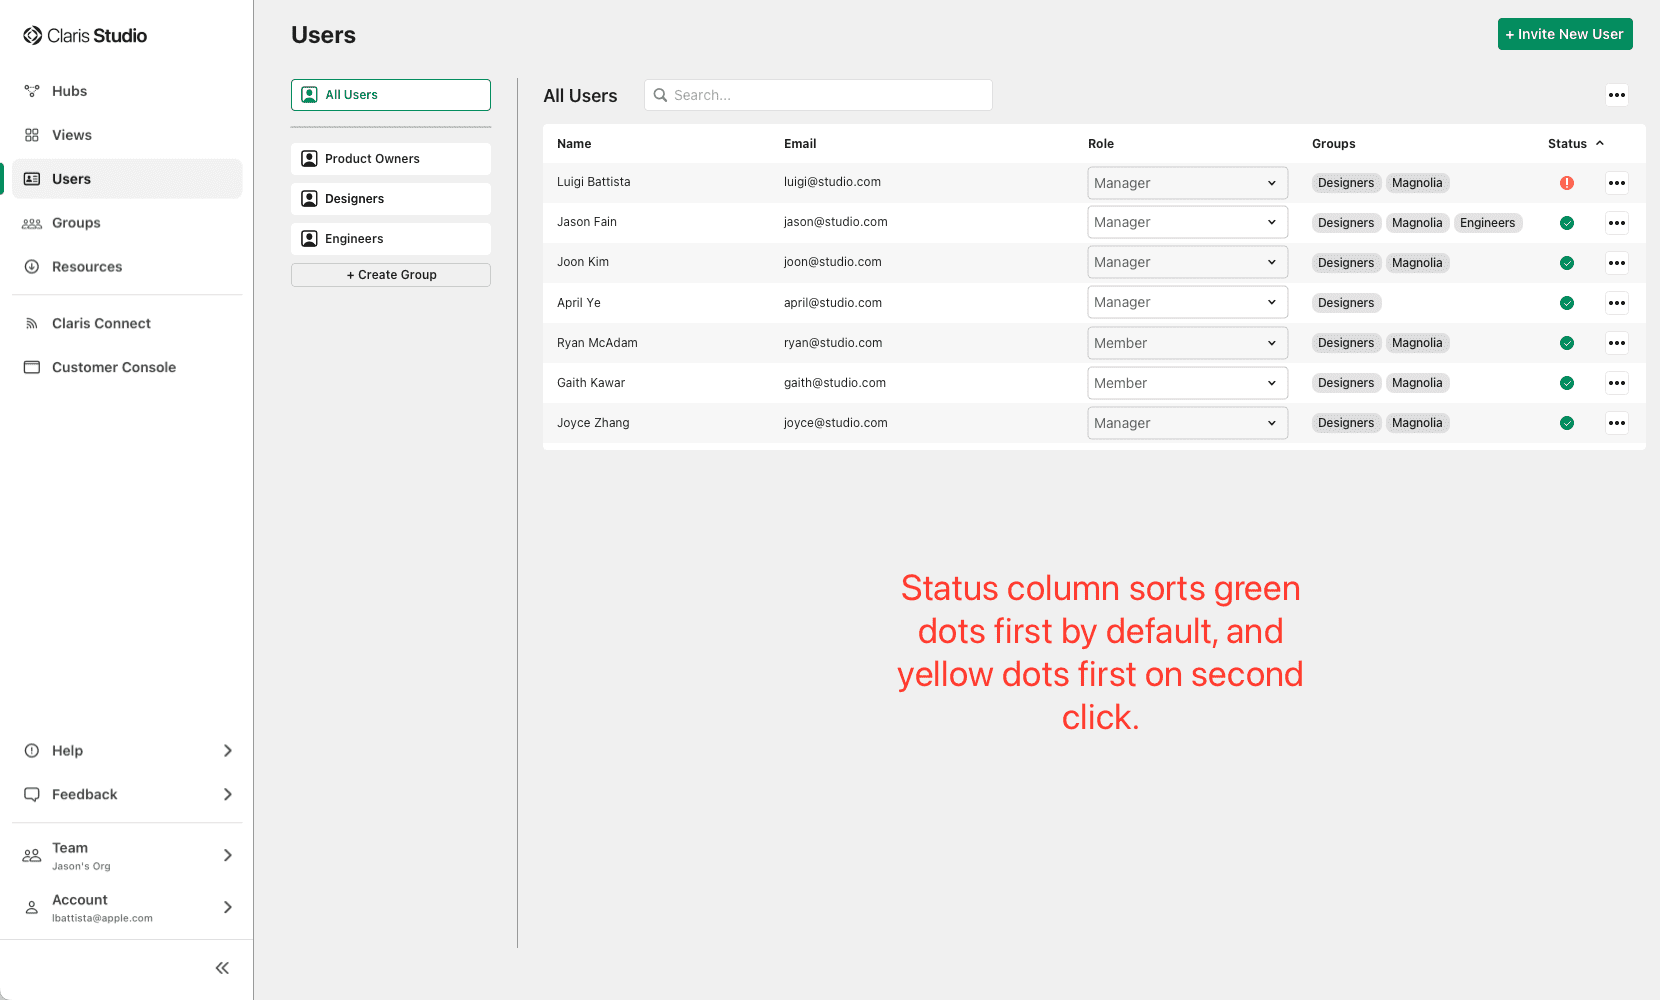 Claris Studio
Hubs
Views
Users
Groups
Resources
Claris Connect
Customer Console
Help
Feedback
Team
Jason's Org
Account
lbattista@apple.com
Users
+ Invite New User
All Users
Product Owners
Designers
Engineers
+ Create Group
All Users
Search...
Name Email Role Groups Status
Luigi Battista luigi@studio.com Manager Designers Magnolia
Jason Fain jason@studio.com Manager Designers Magnolia Engineers
Joon Kim joon@studio.com Manager Designers Magnolia
April Ye april@studio.com Manager Designers
Ryan McAdam ryan@studio.com Member Designers Magnolia
Gaith Kawar gaith@studio.com Member Designers Magnolia
Joyce Zhang joyce@studio.com Manager Designers Magnolia
Status column sorts green
dots first by default, and
yellow dots first on second
click.